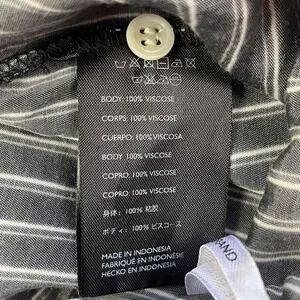 BODY: 100% VISCOSE
CORPS: 100% VISCOSE
CUERPO: 100% VISCOSA
BODY: 100% VISCOSE
COPRO: 100% VISCOSE
COPRO: 100% VISCOSE
身体: 100% 粘胶
ボディ: 100% ビスコース
MADE IN INDONESIA
FABRIQUÉ EN INDONÉSIE
HECHO EN INDONESIA
BAND